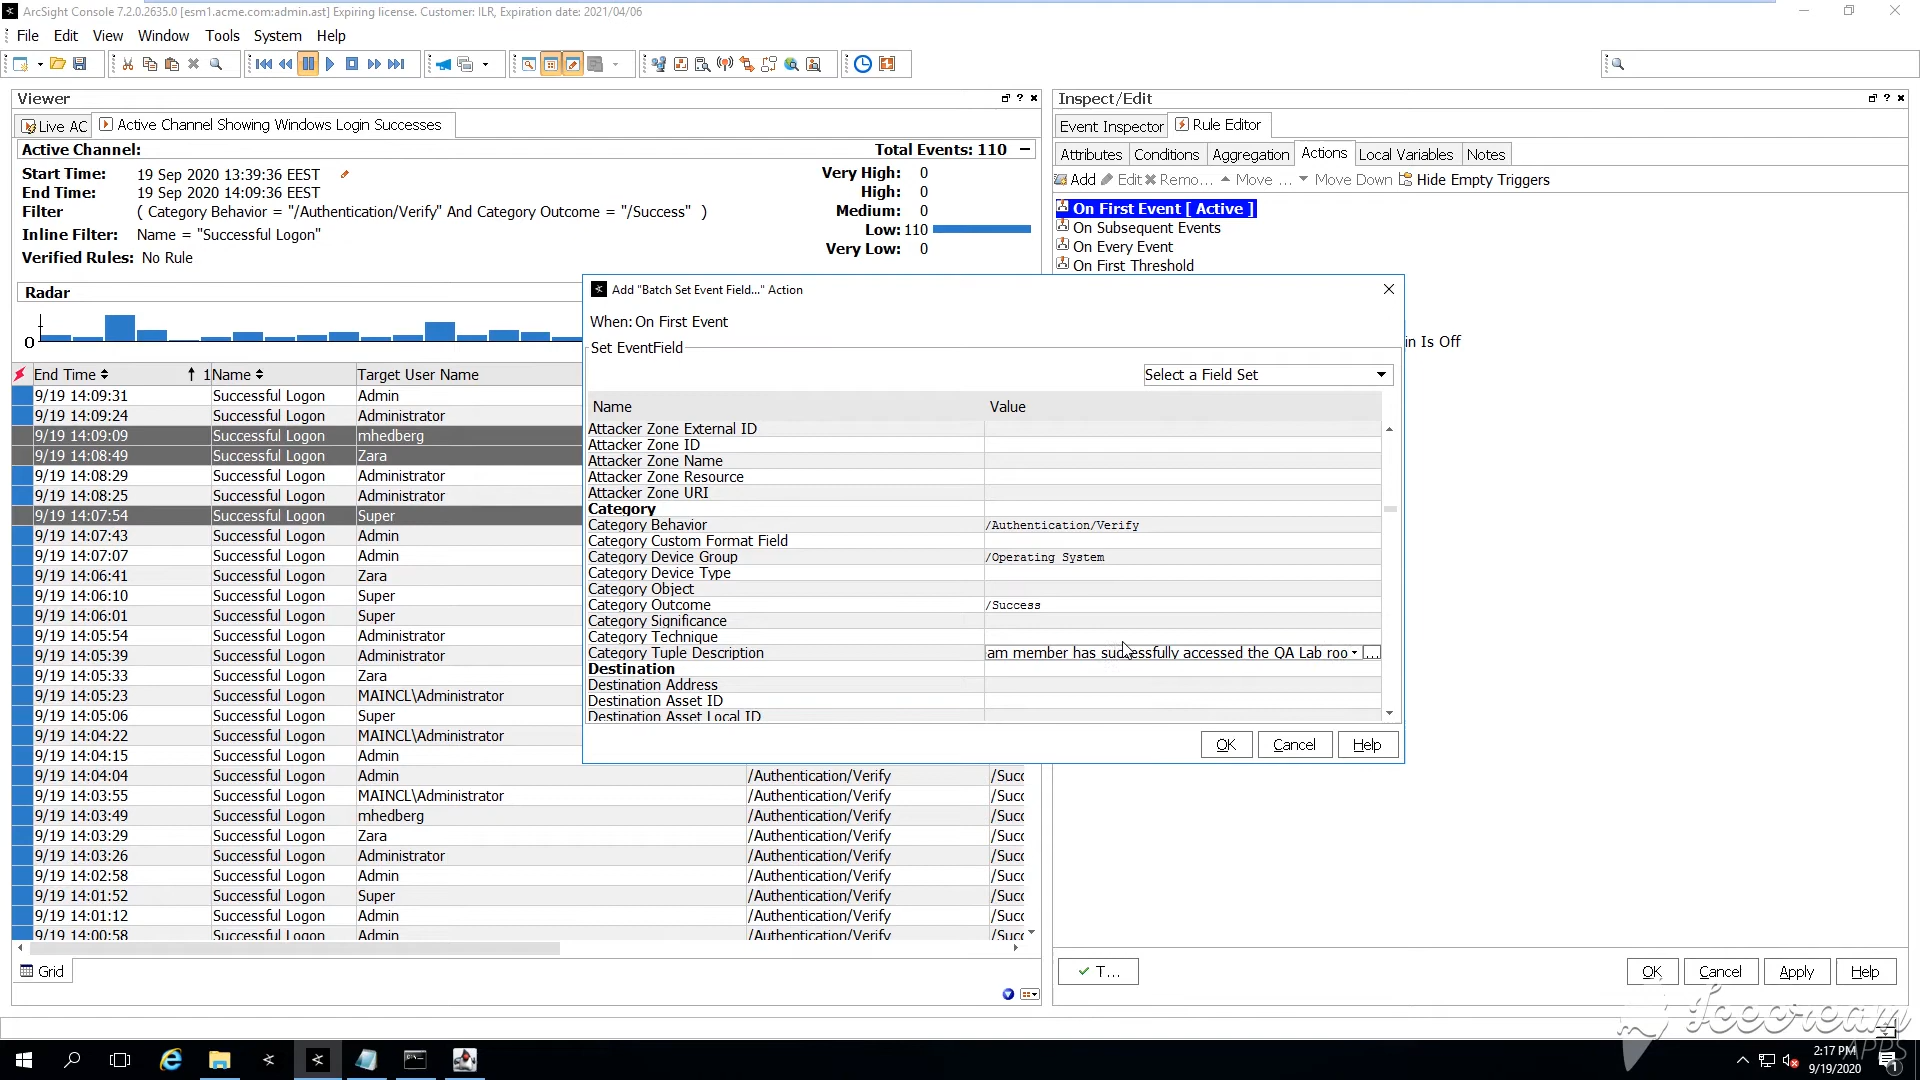 ArcSight Console 7.2.0.2635.0 [esm1.acme.com:admin.ast] Expiring license. Customer: ILR, Expiration date: 2021/04/06
File Edit View Window Tools System Help
Viewer
Live AC Active Channel Showing Windows Login Successes
Active Channel: Total Events: 110
Start Time: 19 Sep 2020 13:39:36 EEST
End Time: 19 Sep 2020 14:09:36 EEST
Filter ( Category Behavior = "/Authentication/Verify" And Category Outcome = "/Success" )
Inline Filter: Name = "Successful Logon"
Verified Rules: No Rule
Very High: 0
High: 0
Medium: 0
Low: 110
Very Low: 0
Radar
0
End Time 1 Name Target User Name
9/19 14:09:31 Successful Logon Admin
9/19 14:09:24 Successful Logon Administrator
9/19 14:09:09 Successful Logon mhedberg
9/19 14:08:49 Successful Logon Zara
9/19 14:08:29 Successful Logon Administrator
9/19 14:08:25 Successful Logon Administrator
9/19 14:07:54 Successful Logon Super
9/19 14:07:43 Successful Logon Admin
9/19 14:07:07 Successful Logon Admin
9/19 14:06:41 Successful Logon Zara
9/19 14:06:10 Successful Logon Super
9/19 14:06:01 Successful Logon Super
9/19 14:05:54 Successful Logon Administrator
9/19 14:05:39 Successful Logon Administrator
9/19 14:05:33 Successful Logon Zara
9/19 14:05:23 Successful Logon MAINCL\Administrator
9/19 14:05:06 Successful Logon Super
9/19 14:04:22 Successful Logon MAINCL\Administrator
9/19 14:04:15 Successful Logon Admin
9/19 14:04:04 Successful Logon Admin /Authentication/Verify /Succ
9/19 14:03:55 Successful Logon MAINCL\Administrator /Authentication/Verify /Succ
9/19 14:03:49 Successful Logon mhedberg /Authentication/Verify /Succ
9/19 14:03:29 Successful Logon Zara /Authentication/Verify /Succ
9/19 14:03:26 Successful Logon Administrator /Authentication/Verify /Succ
9/19 14:02:58 Successful Logon Admin /Authentication/Verify /Succ
9/19 14:01:52 Successful Logon Super /Authentication/Verify /Succ
9/19 14:01:12 Successful Logon Admin /Authentication/Verify /Succ
9/19 14:00:58 Successful Logon Admin /Authentication/Verify /Succ
Grid
Inspect/Edit
Event Inspector Rule Editor
Attributes Conditions Aggregation Actions Local Variables Notes
Add Edit Remo... Move ... Move Down Hide Empty Triggers
On First Event [ Active ]
On Subsequent Events
On Every Event
On First Threshold
in Is Off
Add "Batch Set Event Field..." Action
When: On First Event
Set EventField
Select a Field Set
Name Value
Attacker Zone External ID
Attacker Zone ID
Attacker Zone Name
Attacker Zone Resource
Attacker Zone URI
Category
Category Behavior /Authentication/Verify
Category Custom Format Field
Category Device Group /Operating System
Category Device Type
Category Object
Category Outcome /Success
Category Significance
Category Technique
Category Tuple Description am member has successfully accessed the QA Lab roo ...
Destination
Destination Address
Destination Asset ID
Destination Asset Local ID
OK Cancel Help
T...
OK Cancel Apply Help
Icecream
APPS
2:17 PM
9/19/2020
1